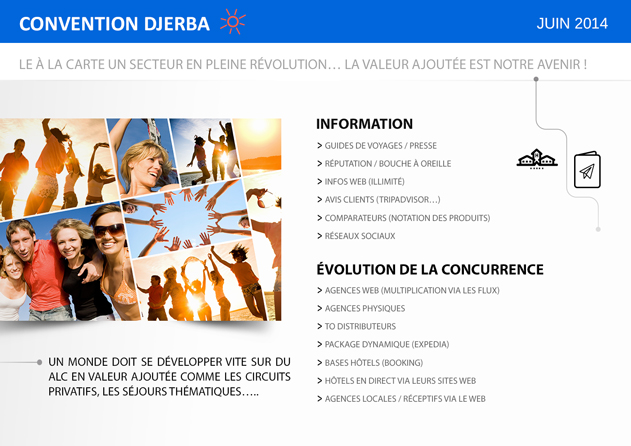 CONVENTION DJERBA
JUIN 2014
LE À LA CARTE UN SECTEUR EN PLEINE RÉVOLUTION… LA VALEUR AJOUTÉE EST NOTRE AVENIR !
INFORMATION
> GUIDES DE VOYAGES / PRESSE
> RÉPUTATION / BOUCHE À OREILLE
> INFOS WEB (ILLIMITÉ)
> AVIS CLIENTS (TRIPADVISOR…)
> COMPARATEURS (NOTATION DES PRODUITS)
> RÉSEAUX SOCIAUX
ÉVOLUTION DE LA CONCURRENCE
> AGENCES WEB (MULTIPLICATION VIA LES FLUX)
> AGENCES PHYSIQUES
> TO DISTRIBUTEURS
> PACKAGE DYNAMIQUE (EXPEDIA)
> BASES HÔTELS (BOOKING)
> HÔTELS EN DIRECT VIA LEURS SITES WEB
> AGENCES LOCALES / RÉCEPTIFS VIA LE WEB
UN MONDE DOIT SE DÉVELOPPER VITE SUR DU
ALC EN VALEUR AJOUTÉE COMME LES CIRCUITS
PRIVATIFS, LES SÉJOURS THÉMATIQUES…..